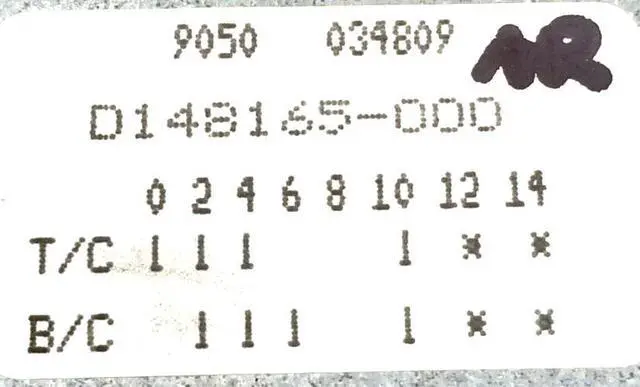 9050 034809 NR
D148165-000
0 2 4 6 8 10 12 14
T/C 1 1 1 1 * *
B/C 1 1 1 1 * *